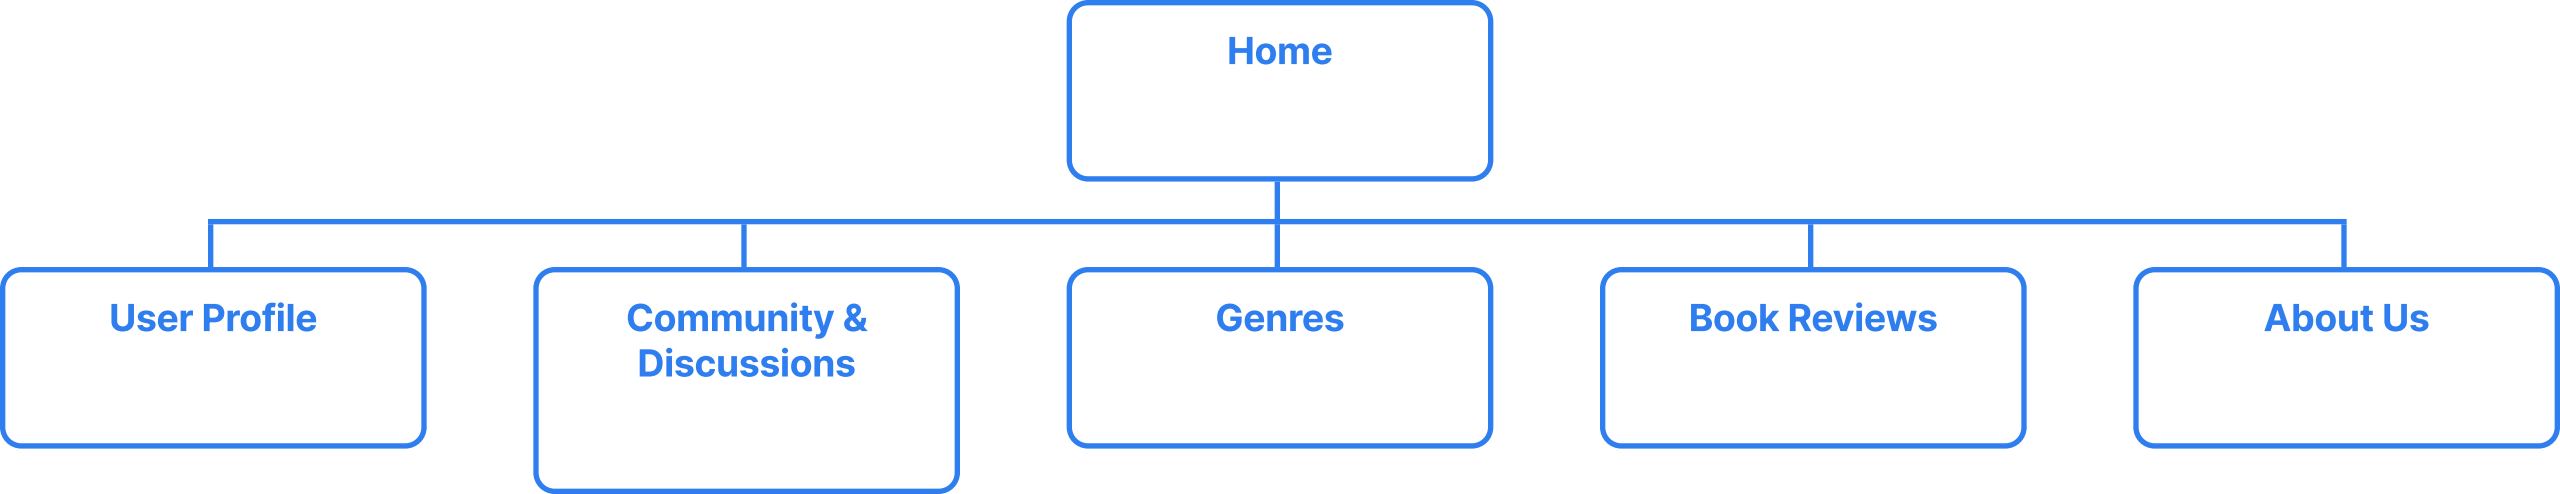 Home
User Profile
Community &
Discussions
Genres
Book Reviews
About Us